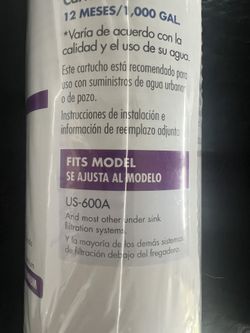 12 MESES/1,000 GAL.
*Varía de acuerdo con la
calidad y el uso de su agua.
Este cartucho está recomendado para
uso con suministros de agua urbano
o de pozo.
Instrucciones de instalación e
información de reemplazo adjunta
FITS MODEL
SE AJUSTA AL MODELO
US-600A
And most other under sink
filtration systems.
Y la mayoría de los demás sistemas
de filtración debajo del fregadero.